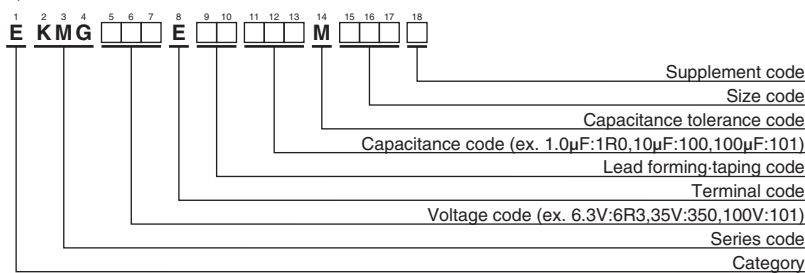 1 2 3 4 5 6 7 8 9 10 11 12 13 14 15 16 17 18
E KMG E M
Supplement code
Size code
Capacitance tolerance code
Capacitance code (ex. 1.0μF:1R0,10μF:100,100μF:101)
Lead forming·taping code
Terminal code
Voltage code (ex. 6.3V:6R3,35V:350,100V:101)
Series code
Category